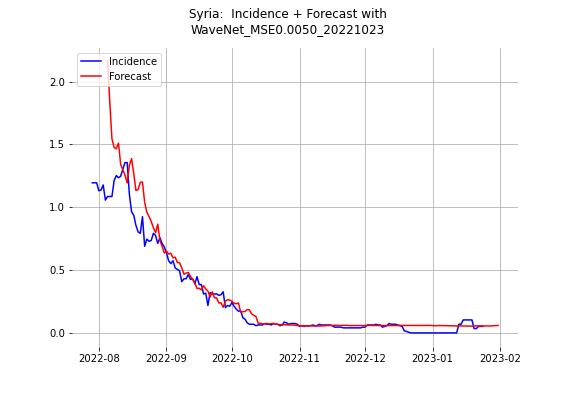 Syria:  Incidence + Forecast with
WaveNet_MSE0.0050_20221023
Incidence
Forecast
2.0
1.5
1.0
0.5
0.0
2022-08 2022-09 2022-10 2022-11 2022-12 2023-01 2023-02